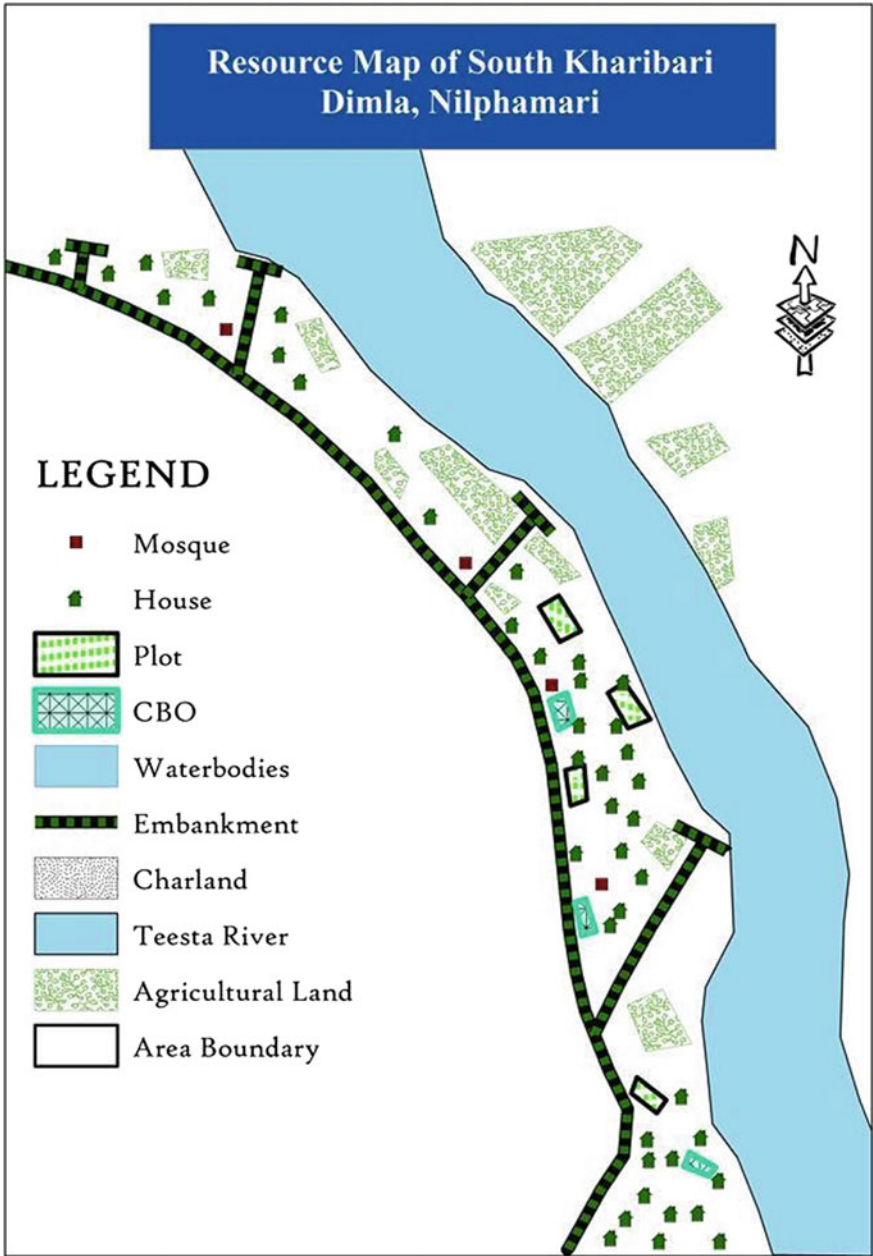 Resource Map of South Kharibari
Dimla, Nilphamari
N
LEGEND
Mosque
House
Plot
CBO
Waterbodies
Embankment
Charland
Teesta River
Agricultural Land
Area Boundary